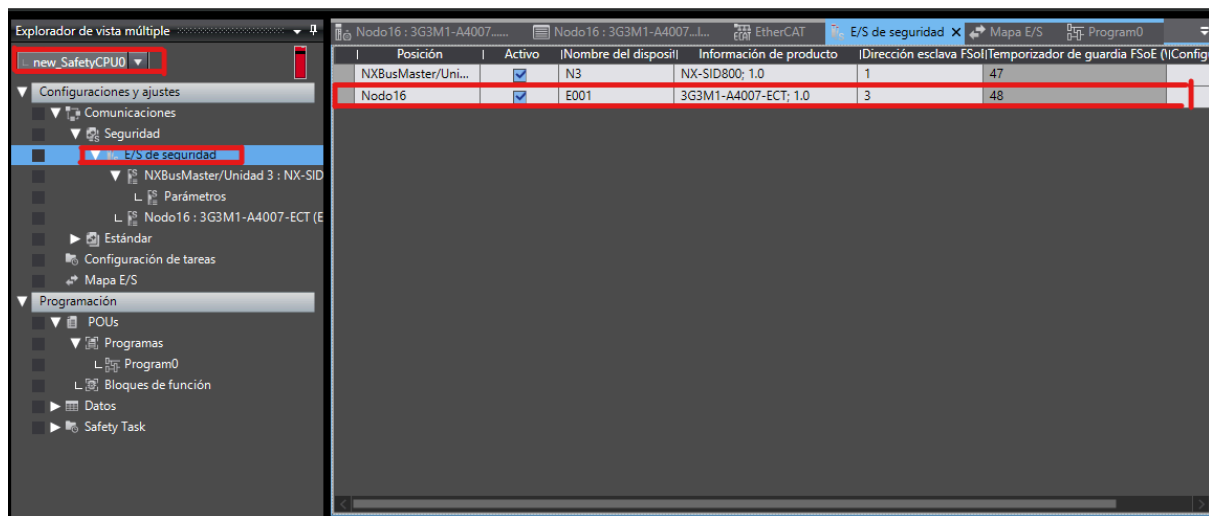 Explorador de vista múltiple
new_SafetyCPU0
Configuraciones y ajustes
Comunicaciones
Seguridad
E/S de seguridad
NXBusMaster/Unidad 3 : NX-SID
Parámetros
Nodo16 : 3G3M1-A4007-ECT (E
Estándar
Configuración de tareas
Mapa E/S
Programación
POUs
Programas
Program0
Bloques de función
Datos
Safety Task
Nodo16 : 3G3M1-A4007...... Nodo16 : 3G3M1-A4007...I... EtherCAT E/S de seguridad Mapa E/S Program0
Posición Activo Nombre del disposit Información de producto Dirección esclava FSoE Temporizador de guardia FSoE ( Config
NXBusMaster/Uni... N3 NX-SID800; 1.0 1 47
Nodo16 E001 3G3M1-A4007-ECT; 1.0 3 48